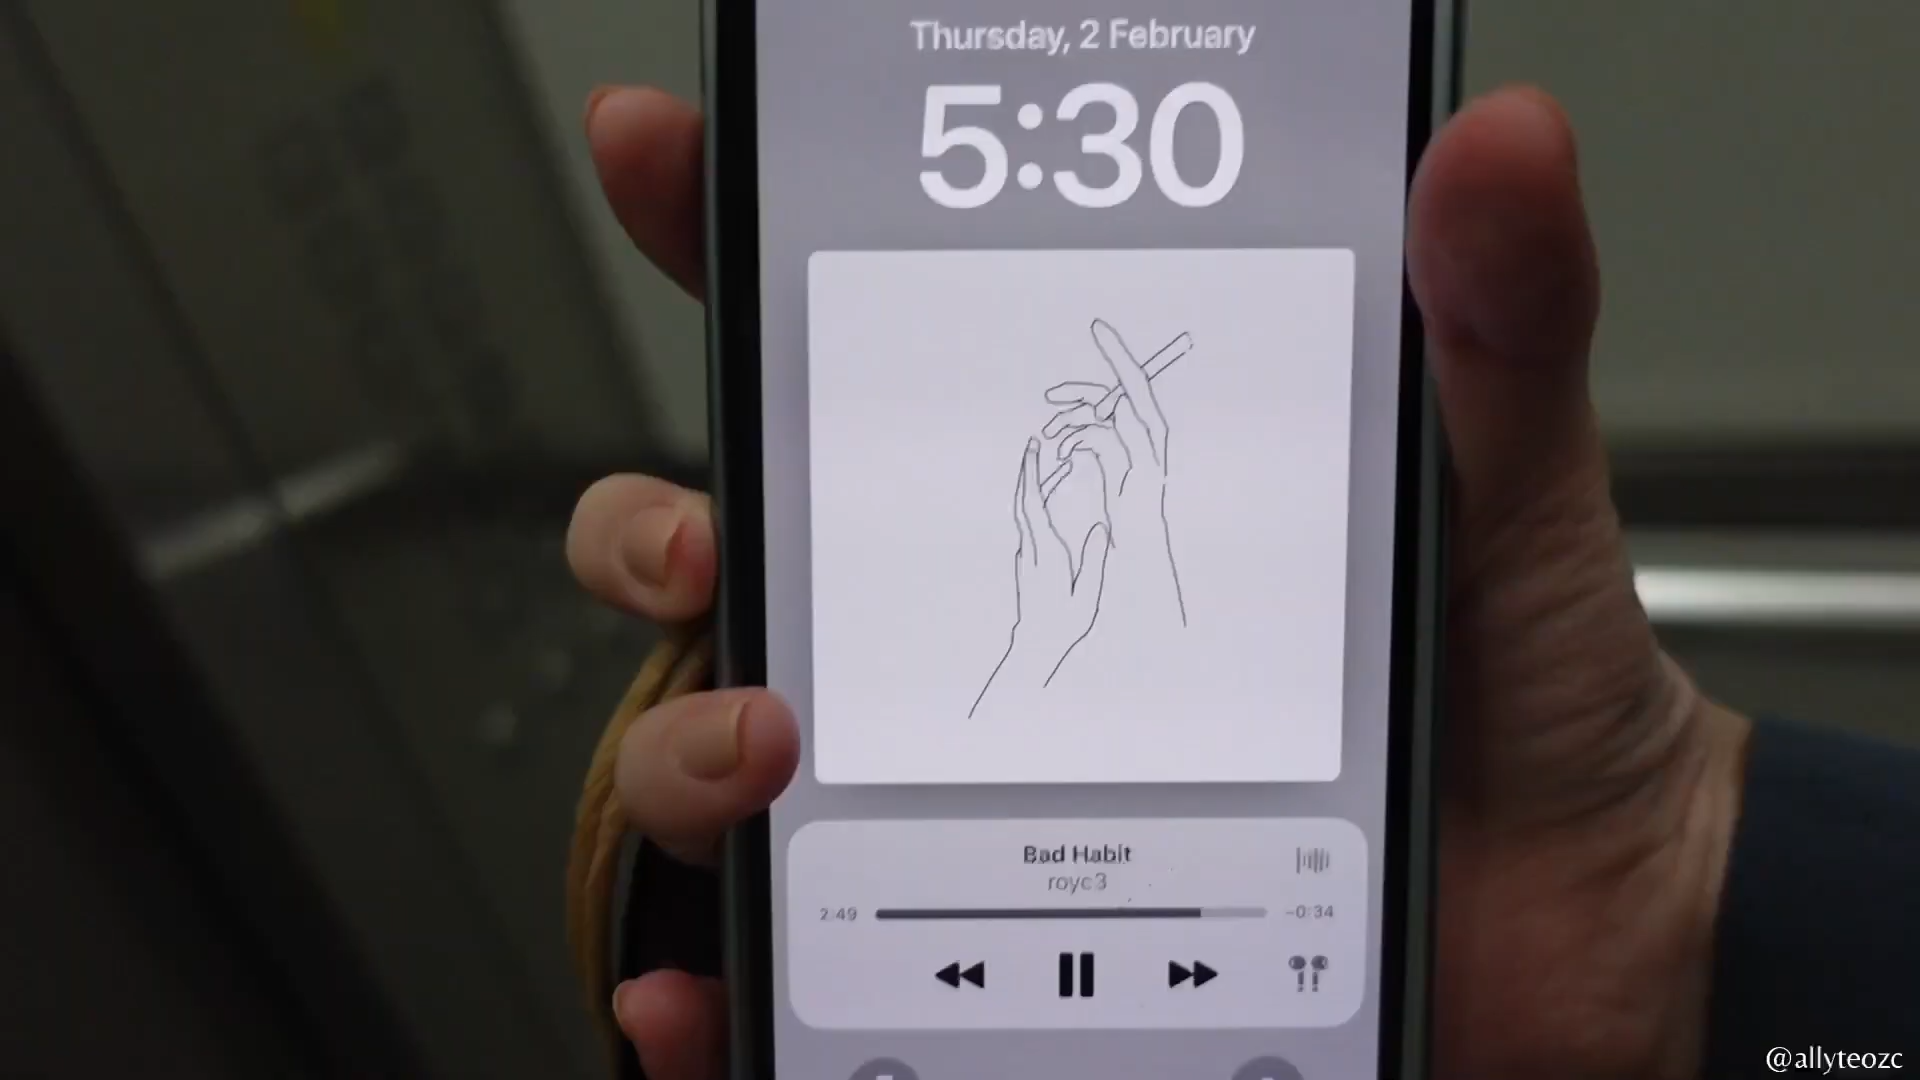 Thursday, 2 February
5:30
Bad Habit
royc3
2:49
-0:34
@allyteozc